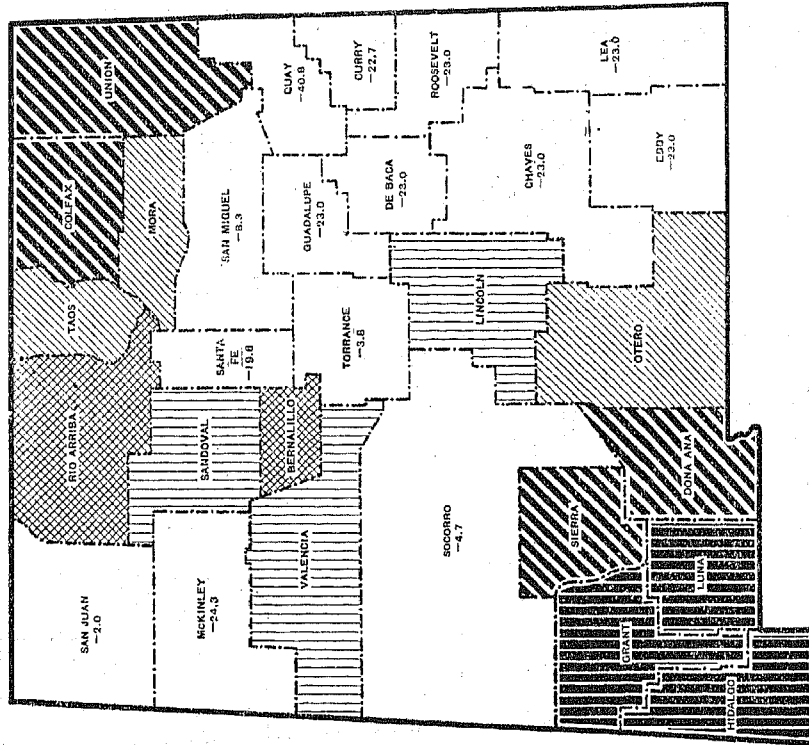 UNION
COLFAX
TAOS
MORA
RIO ARRIBA
SAN JUAN
—2.0
QUAY
—40.8
CURRY
—22.7
ROOSEVELT
—23.0
LEA
—23.0
SAN MIGUEL
—8.3
GUADALUPE
—23.0
DE BACA
—23.0
CHAVES
—23.0
EDDY
—23.0
SANTA
FE
—19.6
TORRANCE
—3.8
LINCOLN
OTERO
SANDOVAL
BERNALILLO
McKINLEY
—24.3
VALENCIA
SOCORRO
—4.7
SIERRA
DONA ANA
LUNA
GRANT
HIDALGO